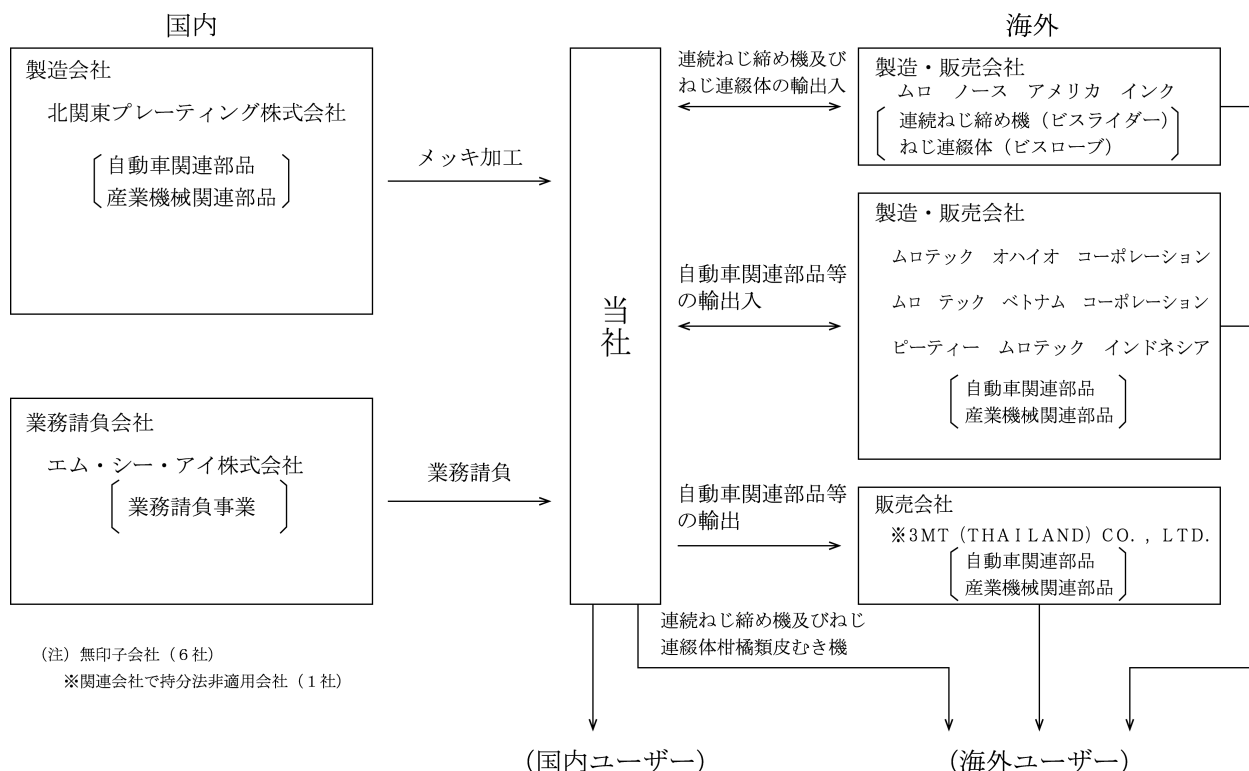 国内
製造会社
北関東プレーティング株式会社
自動車関連部品
産業機械関連部品
メッキ加工
業務請負会社
エム・シー・アイ株式会社
業務請負事業
業務請負
(注) 無印子会社(6社)
※関連会社で持分法非適用会社(1社)
当社
海外
連続ねじ締め機及び
ねじ連綴体の輸出入
製造・販売会社
ムロ ノース アメリカ インク
連続ねじ締め機(ビスライダー)
ねじ連綴体(ビスロープ)
自動車関連部品等
の輸出入
製造・販売会社
ムロテック オハイオ コーポレーション
ムロ テック ベトナム コーポレーション
ピーティー ムロテック インドネシア
自動車関連部品
産業機械関連部品
自動車関連部品等
の輸出
販売会社
※3MT(THAILAND)CO.,LTD.
自動車関連部品
産業機械関連部品
連続ねじ締め機及びねじ
連綴体柑橘類皮むき機
(国内ユーザー)
(海外ユーザー)